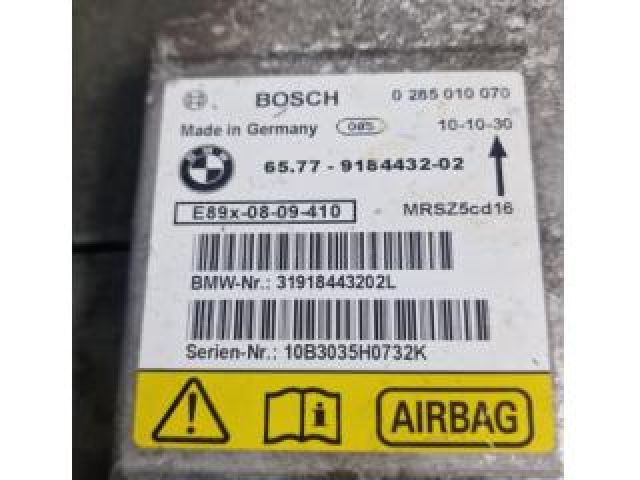 BOSCH 0 285 010 070
Made in Germany 005 10-10-30
65.77 - 9184432-02
E89x-08-09-410 MRSZ5cd16
BMW-Nr.: 31918443202L
Serien-Nr.: 10B3035H0732K
AIRBAG